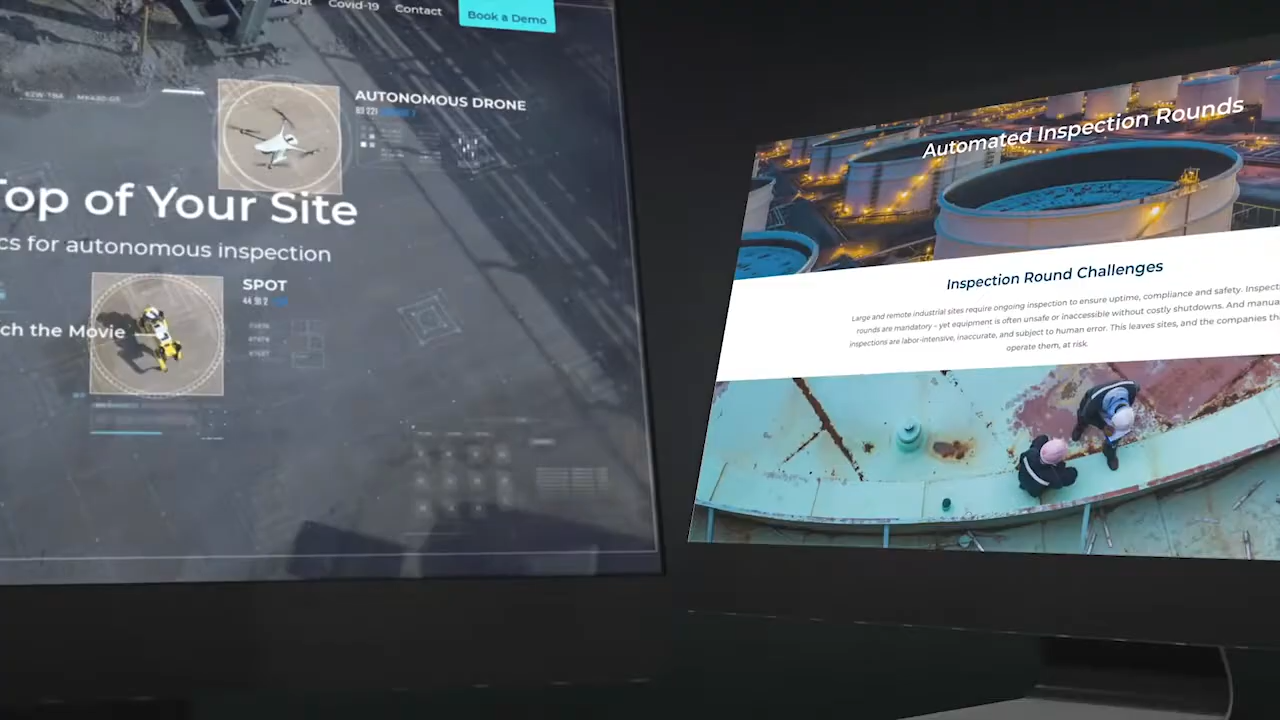 About Covid-19 Contact
Book a Demo
AUTONOMOUS DRONE
Top of Your Site
cs for autonomous inspection
SPOT
ch the Movie
Automated Inspection Rounds
Inspection Round Challenges
Large and remote industrial sites require ongoing inspection to ensure uptime, compliance and safety. Inspect
rounds are mandatory – yet equipment is often unsafe or inaccessible without costly shutdowns. And manua
inspections are labor-intensive, inaccurate, and subject to human error. This leaves sites, and the companies th
operate them, at risk.